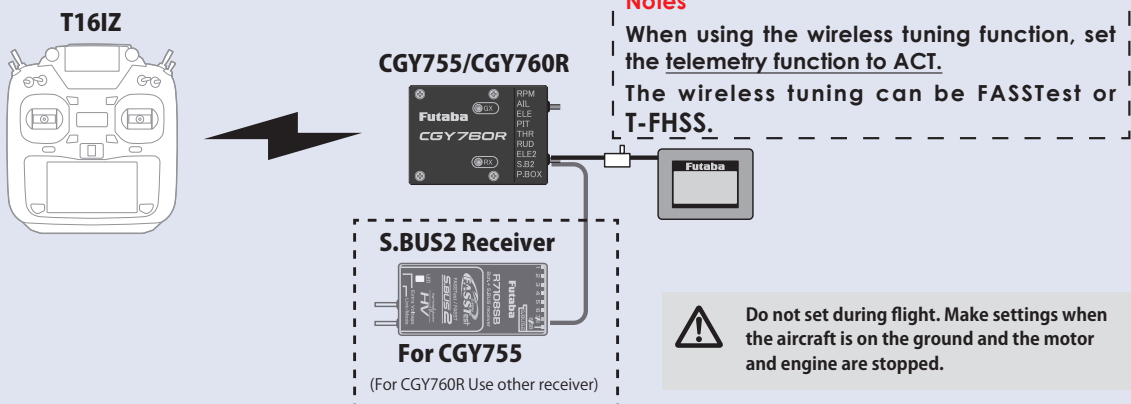 T16IZ
Notes
When using the wireless tuning function, set
the telemetry function to ACT.
The wireless tuning can be FASSTest or
T-FHSS.
CGY755/CGY760R
Futaba
GX
CGY760R
RX
RPM
AIL
ELE
PIT
THR
RUD
ELE2
S.B2
P.BOX
Futaba
S.BUS2 Receiver
Futaba
R7108SB
FASSTest
S.BUS2
HV
For CGY755
(For CGY760R Use other receiver)
Do not set during flight. Make settings when
the aircraft is on the ground and the motor
and engine are stopped.